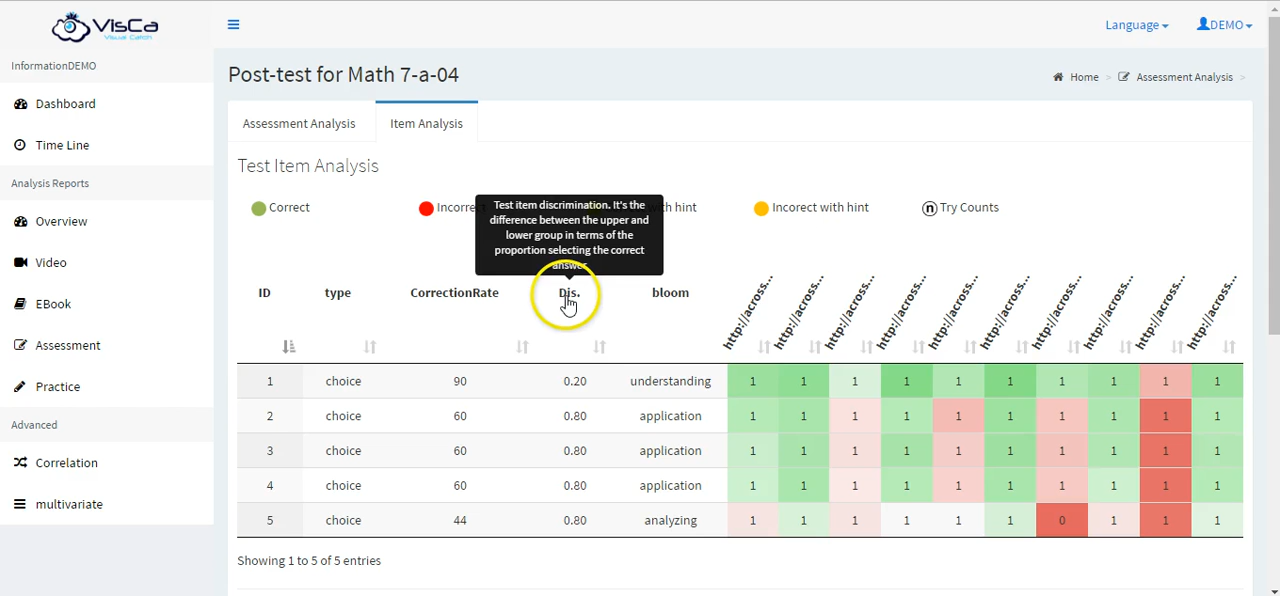 VisCa
Visual Catch
Language
DEMO
InformationDEMO
Dashboard
Time Line
Analysis Reports
Overview
Video
EBook
Assessment
Practice
Advanced
Correlation
multivariate
Post-test for Math 7-a-04
Home > Assessment Analysis >
Assessment Analysis
Item Analysis
Test Item Analysis
Correct
Incorrec
with hint
Incorect with hint
n Try Counts
Test item discrimination. It's the
difference between the upper and
lower group in terms of the
proportion selecting the correct
answer.
ID type CorrectionRate Dis. bloom http://across... http://across... http://across... http://across... http://across... http://across... http://across... http://across... http://across... http://across...
1 choice 90 0.20 understanding 1 1 1 1 1 1 1 1 1 1
2 choice 60 0.80 application 1 1 1 1 1 1 1 1 1 1
3 choice 60 0.80 application 1 1 1 1 1 1 1 1 1 1
4 choice 60 0.80 application 1 1 1 1 1 1 1 1 1 1
5 choice 44 0.80 analyzing 1 1 1 1 1 1 0 1 1 1
Showing 1 to 5 of 5 entries